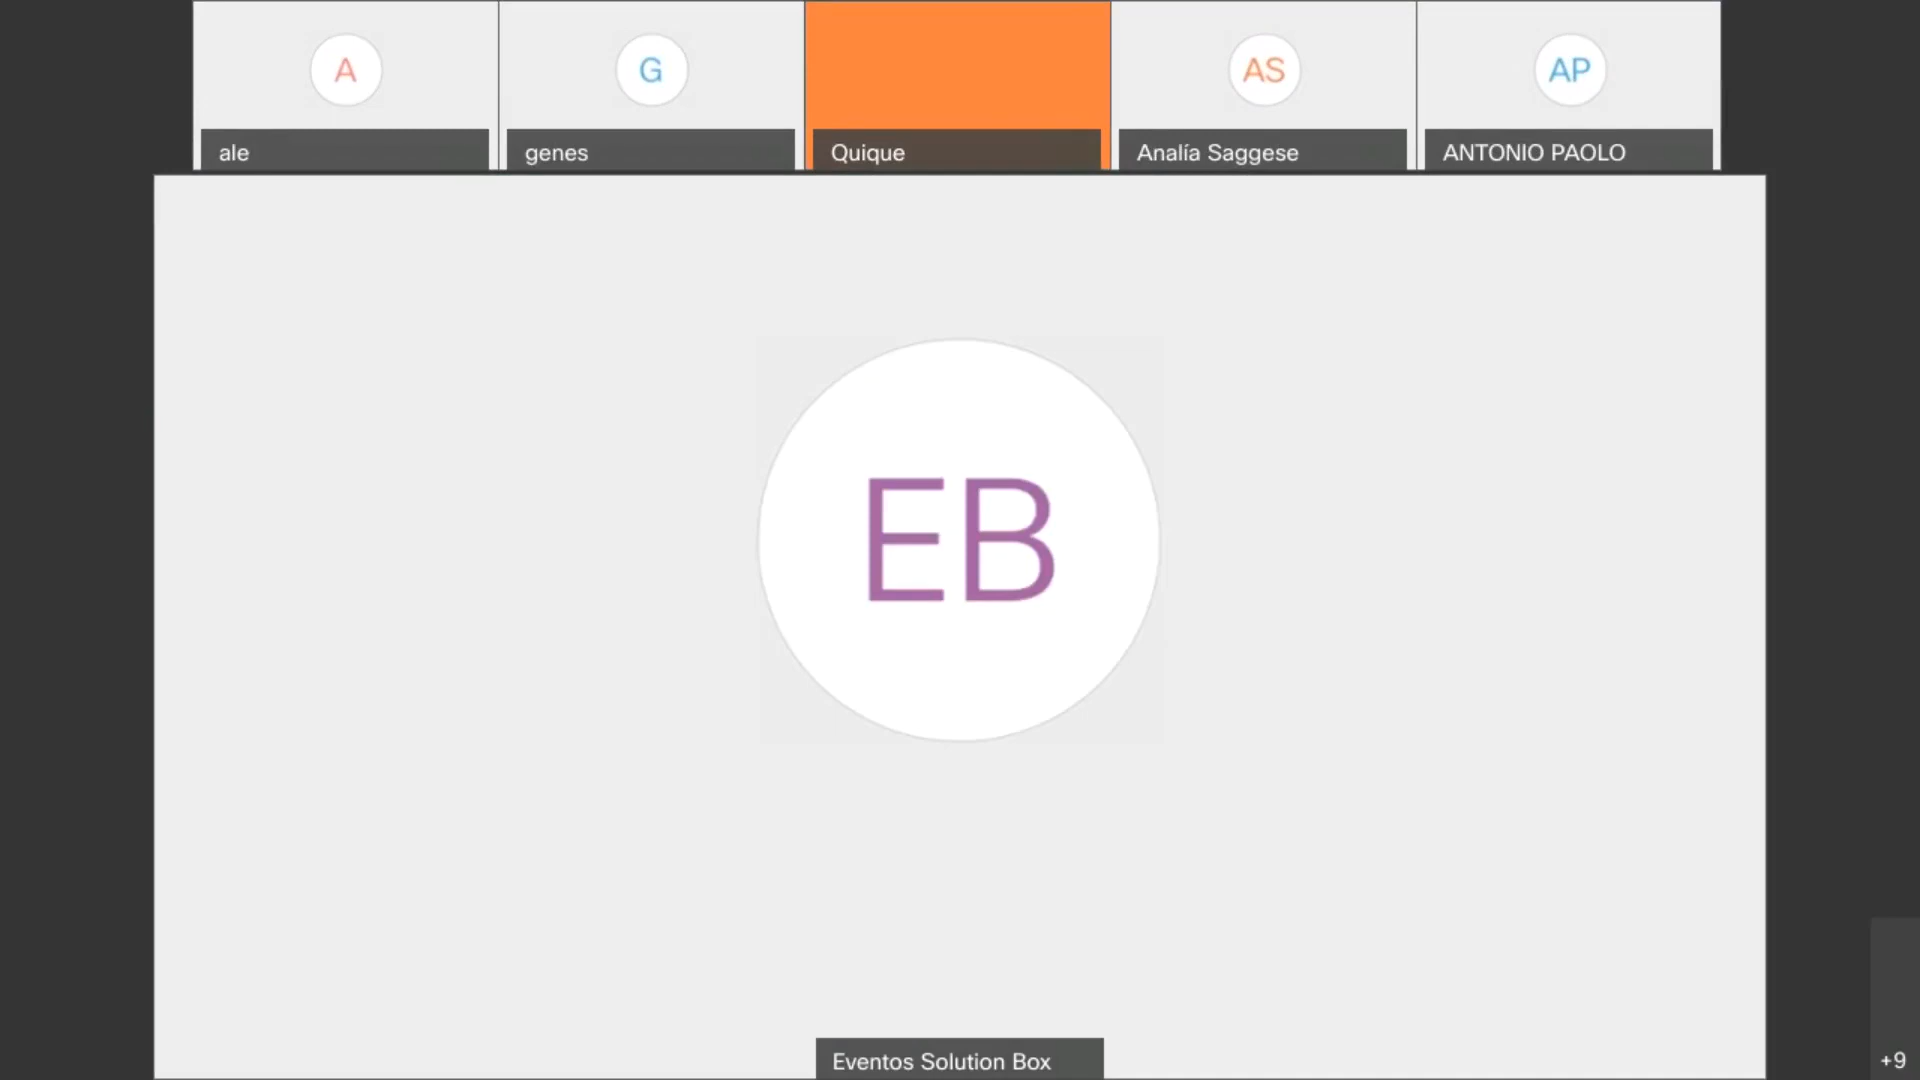 A
G
AS
AP
ale
genes
Quique
Analía Saggese
ANTONIO PAOLO
EB
Eventos Solution Box
+9